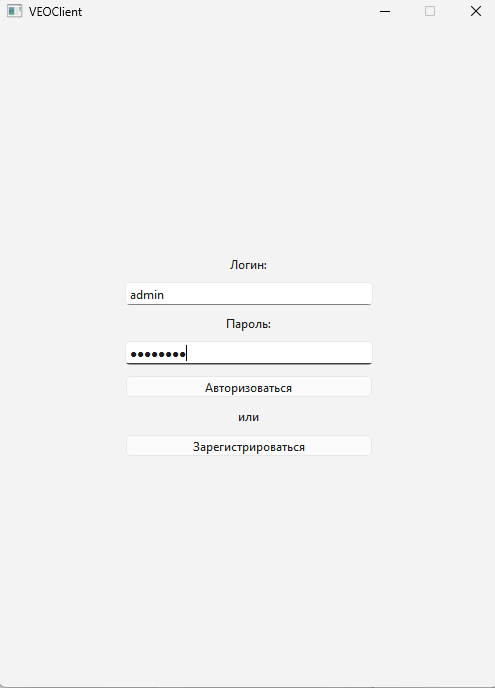 VEOClient
Логин:
admin
Пароль:
●●●●●●●●
Авторизоваться
или
Зарегистрироваться